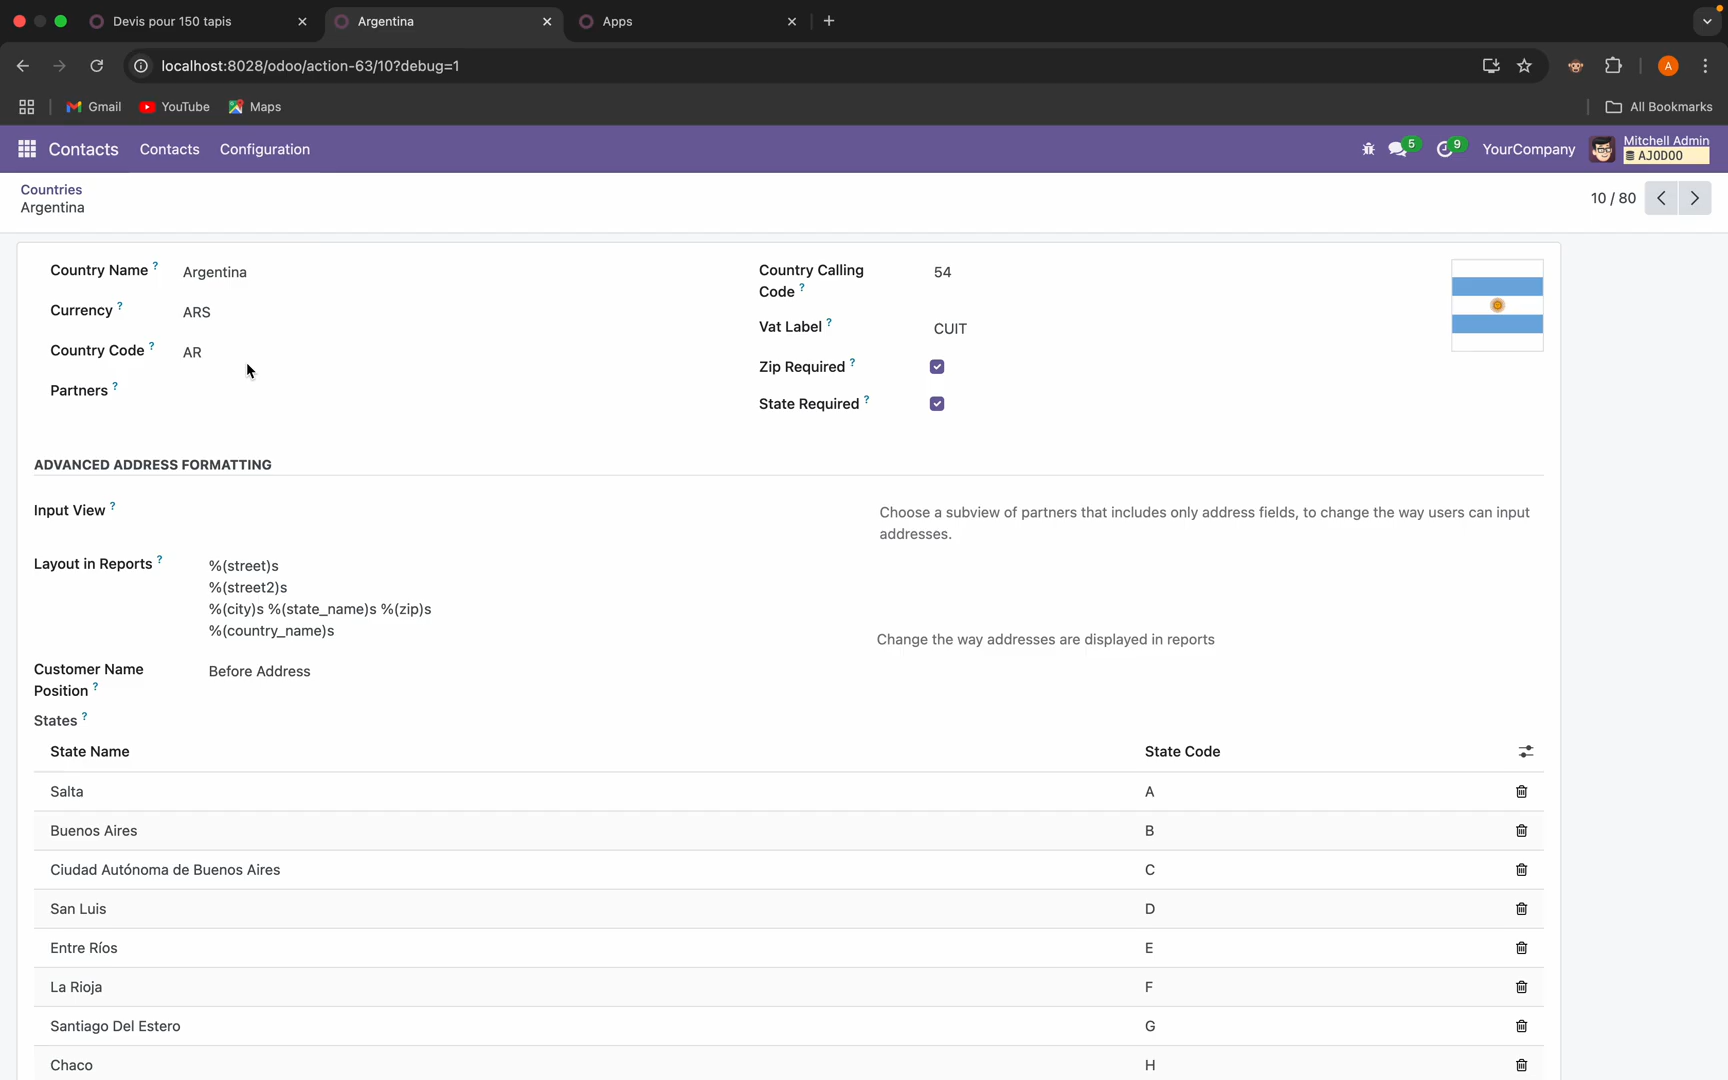 Devis pour 150 tapis
Argentina
Apps
localhost:8028/odoo/action-63/10?debug=1
A
Gmail
YouTube
Maps
All Bookmarks
Contacts
Contacts
Configuration
5
9
YourCompany
Mitchell Admin
AJODOO
Countries
Argentina
10 / 80
Country Name ?
Argentina
Currency ?
ARS
Country Code ?
AR
Partners ?
Country Calling
Code ?
54
Vat Label ?
CUIT
Zip Required ?
State Required ?
ADVANCED ADDRESS FORMATTING
Input View ?
Choose a subview of partners that includes only address fields, to change the way users can input
addresses.
Layout in Reports ?
%(street)s
%(street2)s
%(city)s %(state_name)s %(zip)s
%(country_name)s
Change the way addresses are displayed in reports
Customer Name
Position ?
Before Address
States ?
State Name State Code
Salta A
Buenos Aires B
Ciudad Autónoma de Buenos Aires C
San Luis D
Entre Ríos E
La Rioja F
Santiago Del Estero G
Chaco H